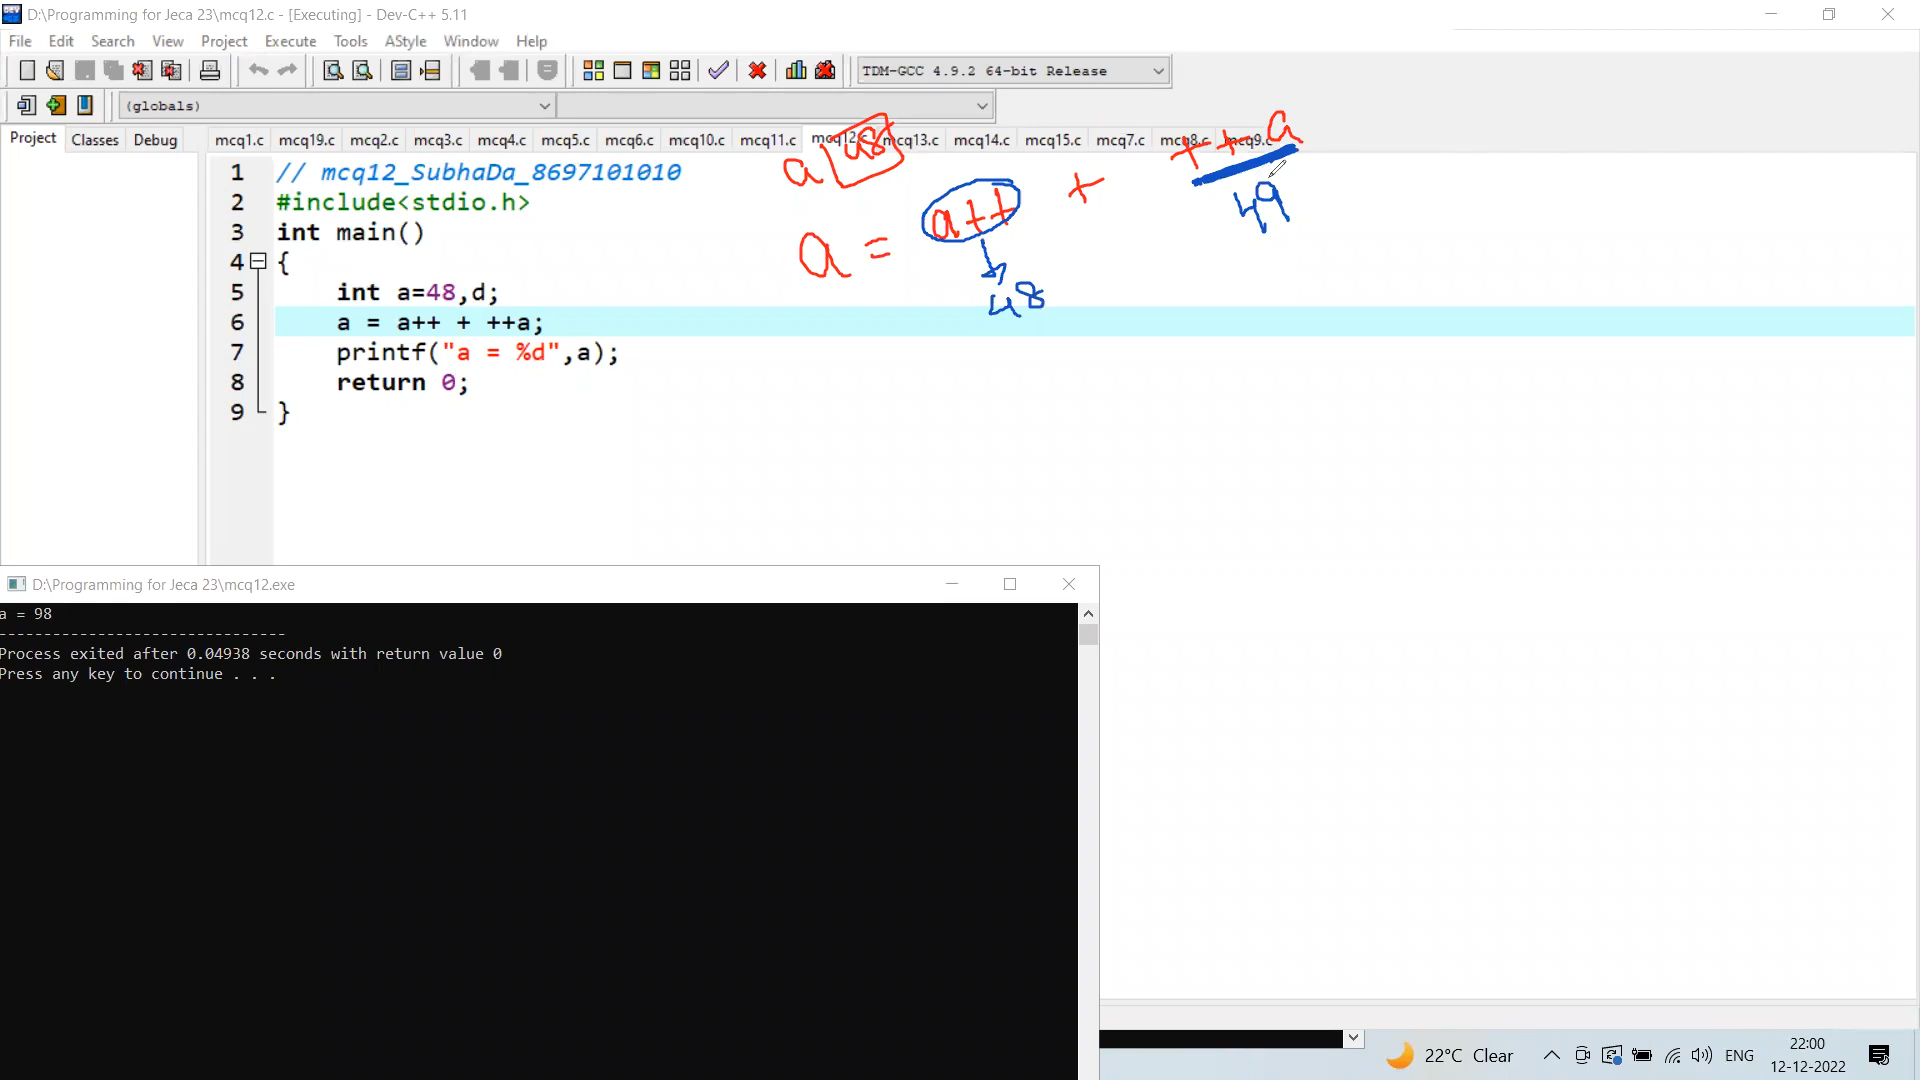 D:\Programming for Jeca 23\mcq12.c - [Executing] - Dev-C++ 5.11
File Edit Search View Project Execute Tools AStyle Window Help
TDM-GCC 4.9.2 64-bit Release
(globals)
Project Classes Debug
mcq1.c mcq19.c mcq2.c mcq3.c mcq4.c mcq5.c mcq6.c mcq10.c mcq11.c mcq12.c mcq13.c mcq14.c mcq15.c mcq7.c mcq8.c mcq9.c
a 48
a = a++ + ++a
48
49
1 // mcq12_SubhaDa_8697101010
2 #include<stdio.h>
3 int main()
4 {
5 int a=48,d;
6 a = a++ + ++a;
7 printf("a = %d",a);
8 return 0;
9 }
D:\Programming for Jeca 23\mcq12.exe
a = 98
--------------------------------
Process exited after 0.04938 seconds with return value 0
Press any key to continue . . .
22°C Clear
ENG
22:00
12-12-2022